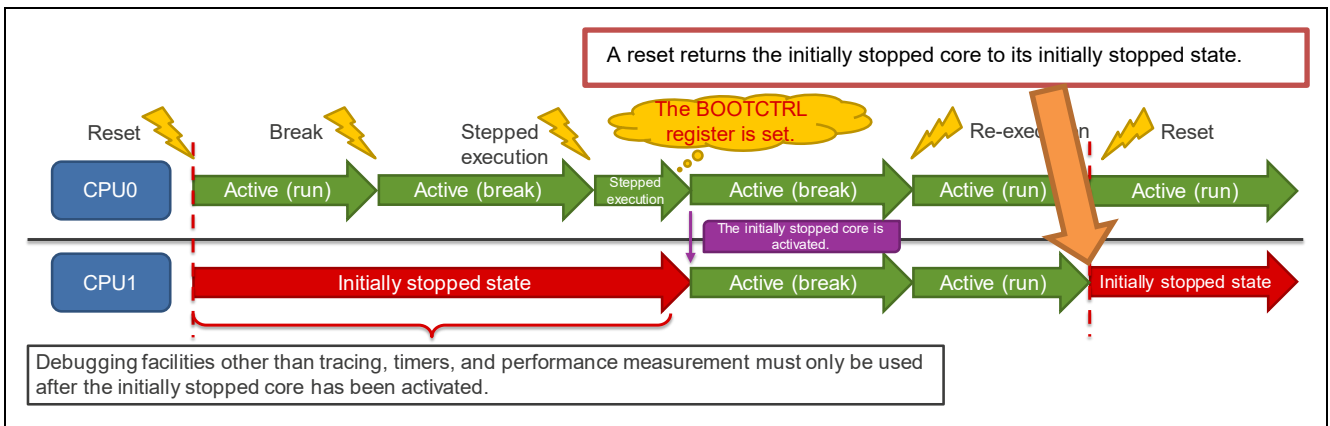 A reset returns the initially stopped core to its initially stopped state.
The BOOTCTRL
register is set.
Reset
Break
Stepped
execution
Re-execution
Reset
CPU0
Active (run)
Active (break)
Stepped
execution
Active (break)
Active (run)
Active (run)
The initially stopped core is
activated.
CPU1
Initially stopped state
Active (break)
Active (run)
Initially stopped state
Debugging facilities other than tracing, timers, and performance measurement must only be used
after the initially stopped core has been activated.